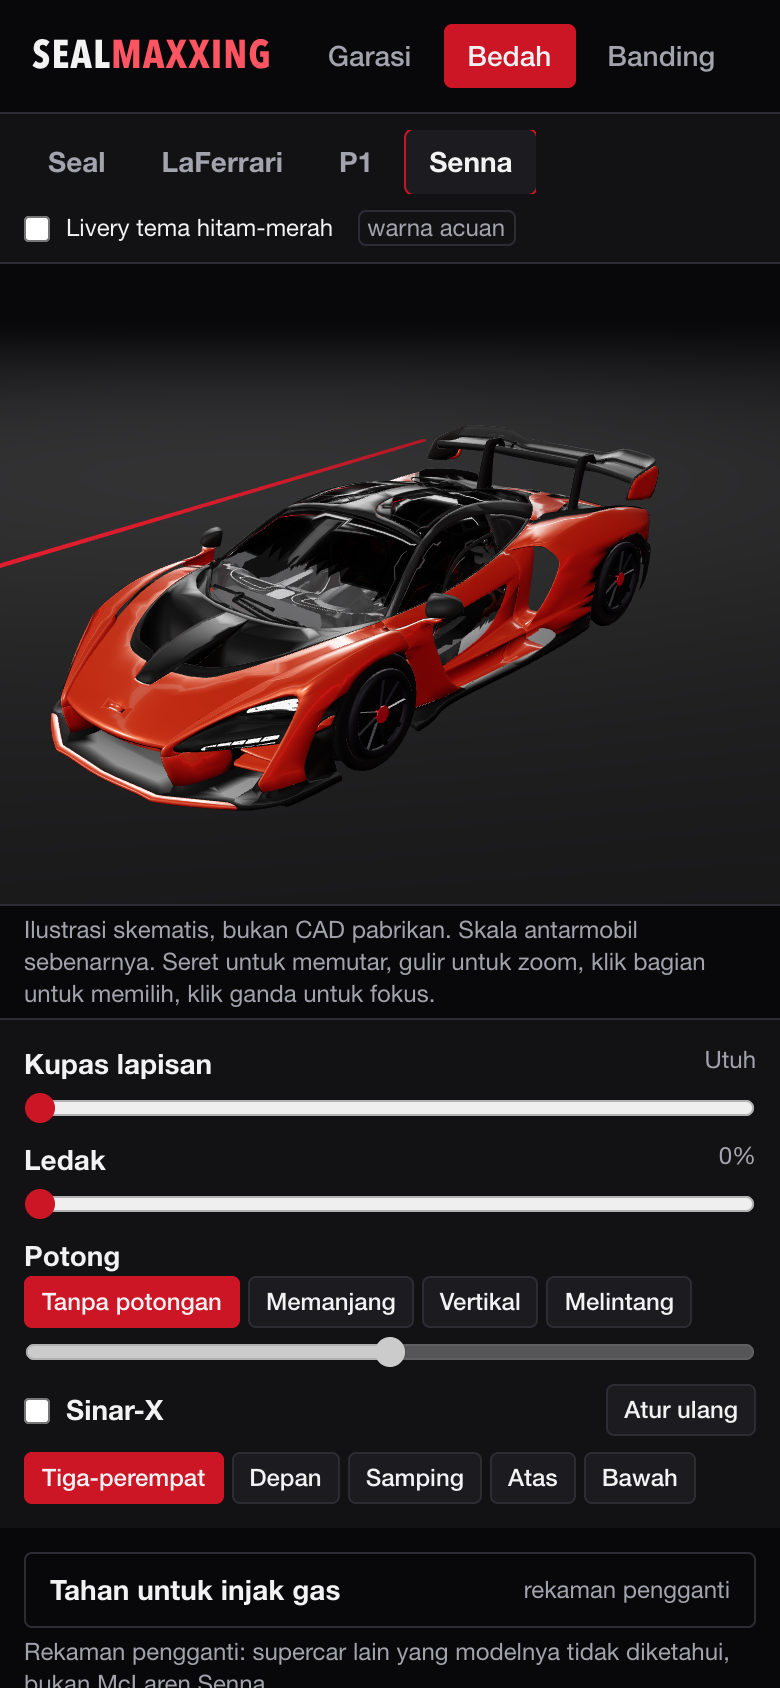 SEALMAXXING Garasi Bedah Banding
Seal LaFerrari P1 Senna
Livery tema hitam-merah warna acuan
Ilustrasi skematis, bukan CAD pabrikan. Skala antarmobil
sebenarnya. Seret untuk memutar, gulir untuk zoom, klik bagian
untuk memilih, klik ganda untuk fokus.
Kupas lapisan Utuh
Ledak 0%
Potong
Tanpa potongan Memanjang Vertikal Melintang
Sinar-X Atur ulang
Tiga-perempat Depan Samping Atas Bawah
Tahan untuk injak gas rekaman pengganti
Rekaman pengganti: supercar lain yang modelnya tidak diketahui,
bukan McLaren Senna